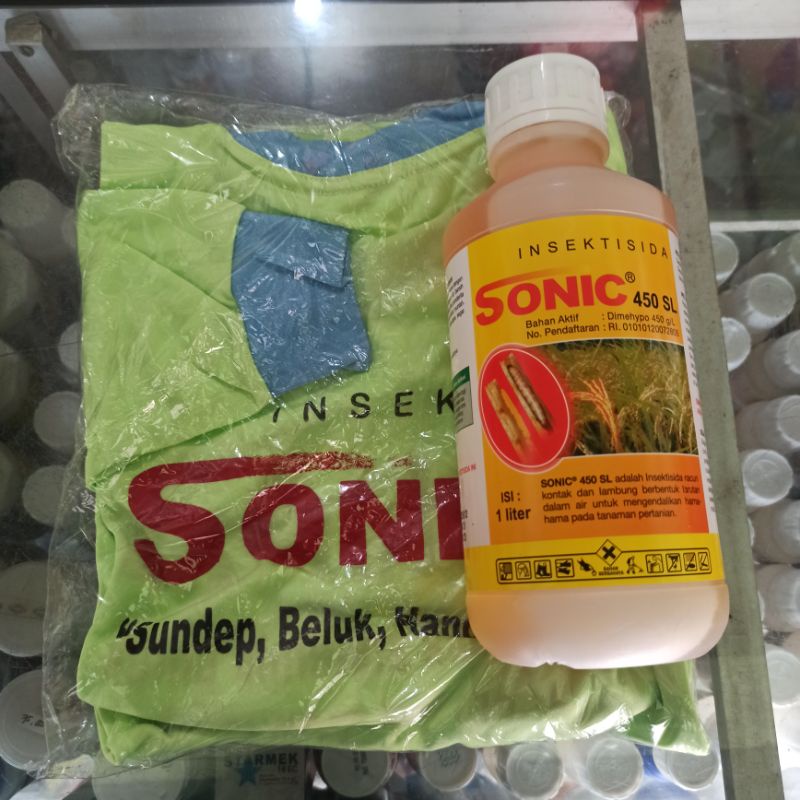 INSEK
SONI
"Sundep, Beluk, Ham
INSEKTISIDA
SONIC® 450 SL
Bahan Aktif : Dimehypo 450 g/L
No. Pendaftaran : RI.
ISI :
1 liter
SONIC® 450 SL adalah Insektisida racun
kontak dan lambung berbentuk larutan
dalam air untuk mengendalikan hama-
hama pada tanaman pertanian.
STARMEK